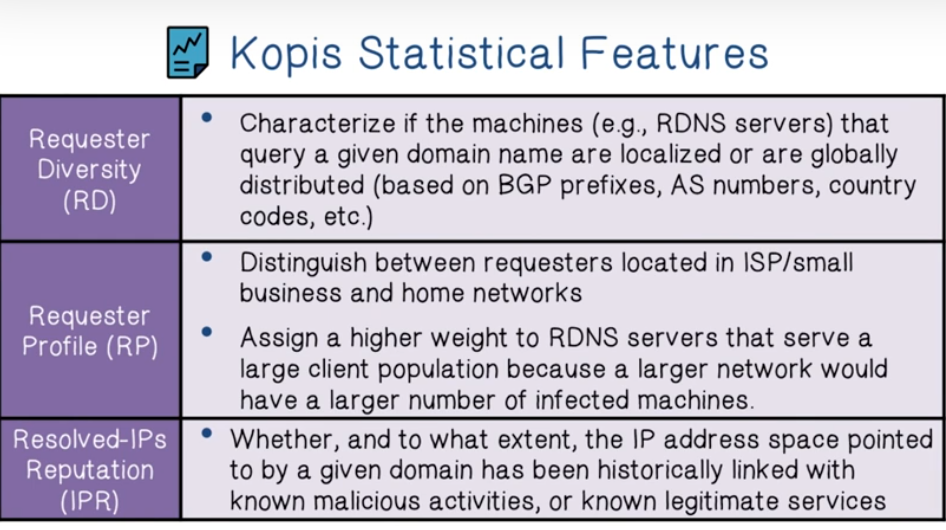 Kopis Statistical Features
Requester
Diversity
(RD)
• Characterize if the machines (e.g., RDNS servers) that
query a given domain name are localized or are globally
distributed (based on BGP prefixes, AS numbers, country
codes, etc.)
Requester
Profile (RP)
• Distinguish between requesters located in ISP/small
business and home networks
• Assign a higher weight to RDNS servers that serve a
large client population because a larger network would
have a larger number of infected machines.
Resolved-IPs
Reputation
(IPR)
• Whether, and to what extent, the IP address space pointed
to by a given domain has been historically linked with
known malicious activities, or known legitimate services